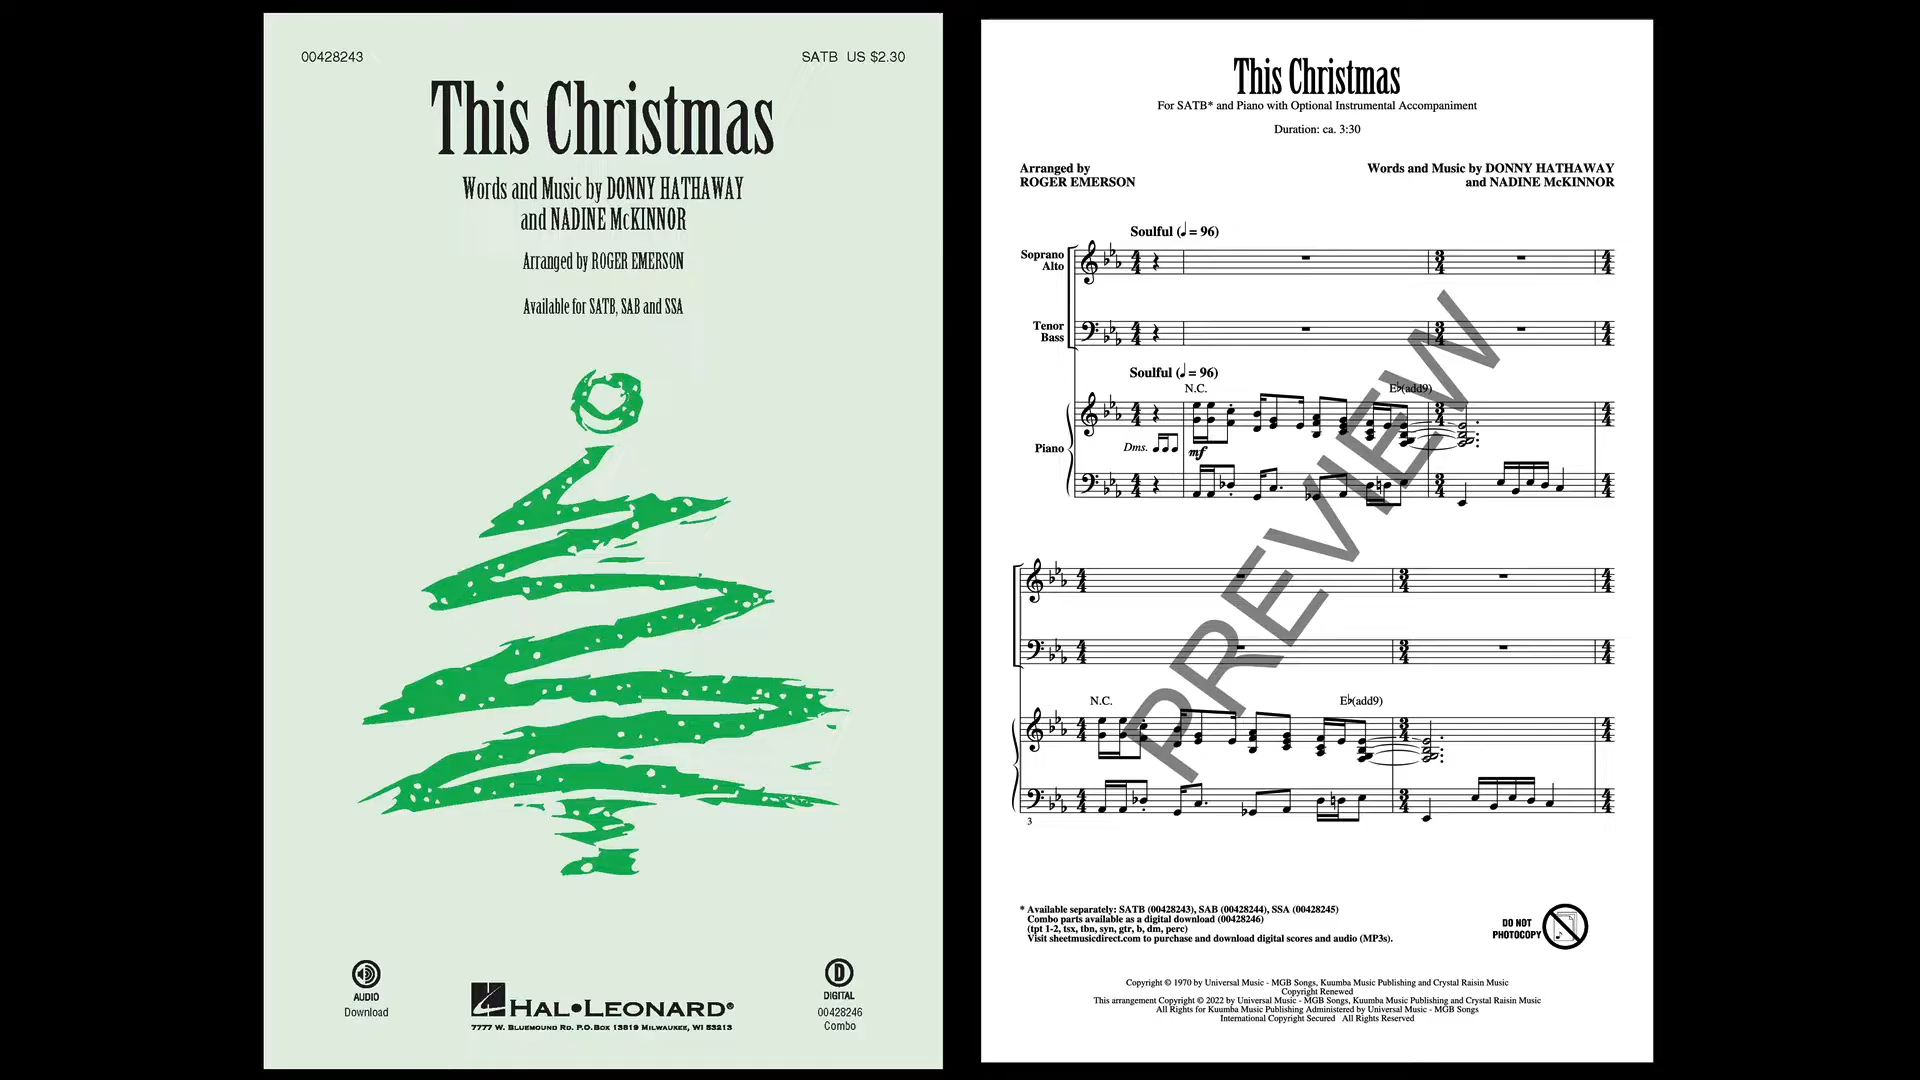 00428243
SATB US $2.30
This Christmas
Words and Music by DONNY HATHAWAY
and NADINE McKINNOR
Arranged by ROGER EMERSON
Available for SATB, SAB and SSA
AUDIO
Download
HAL•LEONARD®
7777 W. BLUEMOUND RD. P.O.BOX 13819 MILWAUKEE, WI 53213
D
DIGITAL
00428246
Combo
This Christmas
For SATB* and Piano with Optional Instrumental Accompaniment
Duration: ca. 3:30
Arranged by
ROGER EMERSON
Words and Music by DONNY HATHAWAY
and NADINE McKINNOR
Soulful (♩= 96)
Soprano
Alto
Tenor
Bass
Soulful (♩= 96)
N.C.
E♭(add9)
Dms.
mf
Piano
N.C.
E♭(add9)
3
PREVIEW
* Available separately: SATB (00428243), SAB (00428244), SSA (00428245)
Combo parts available as a digital download (00428246)
(tpt 1-2, tsx, tbn, syn, gtr, b, dm, perc)
Visit sheetmusicdirect.com to purchase and download digital scores and audio (MP3s).
DO NOT
PHOTOCOPY
Copyright © 1970 by Universal Music - MGB Songs, Kuumba Music Publishing and Crystal Raisin Music
Copyright Renewed
This arrangement Copyright © 2022 by Universal Music - MGB Songs, Kuumba Music Publishing and Crystal Raisin Music
All Rights for Kuumba Music Publishing Administered by Universal Music - MGB Songs
International Copyright Secured All Rights Reserved